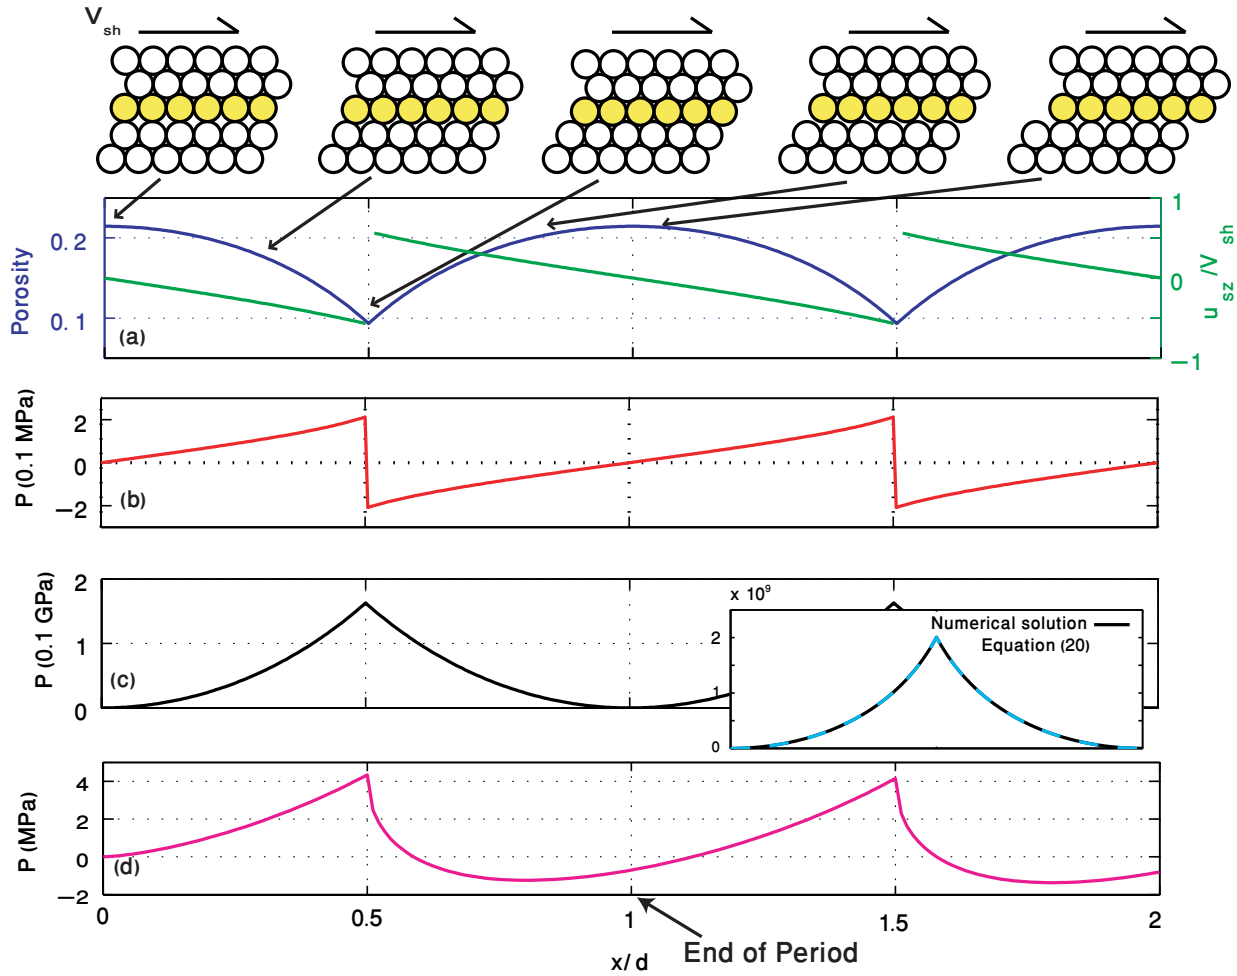 V sh
Porosity
0.2
0.1
(a)
1
0
−1
u sz /V sh
P (0.1 MPa)
2
0
−2
(b)
P (0.1 GPa)
2
1
0
(c)
x 10^9
2
1
0
Numerical solution
Equation (20)
P (MPa)
4
2
0
−2
(d)
0
0.5
1
1.5
2
End of Period
x/ d